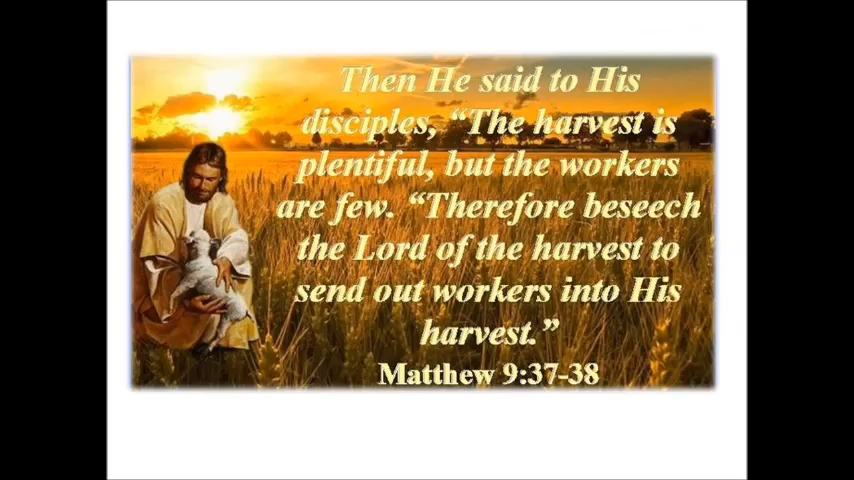 Then He said to His
disciples, “The harvest is
plentiful, but the workers
are few. “Therefore beseech
the Lord of the harvest to
send out workers into His
harvest.”
Matthew 9:37-38